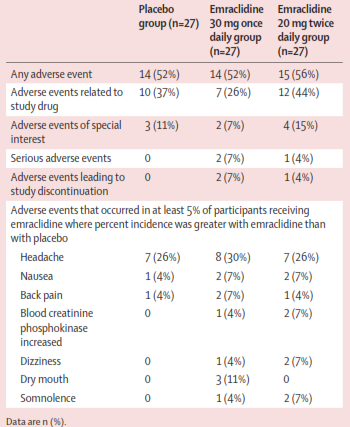 Placebo group (n=27) Emraclidine 30 mg once daily group (n=27) Emraclidine 20 mg twice daily group (n=27)
Any adverse event 14 (52%) 14 (52%) 15 (56%)
Adverse events related to study drug 10 (37%) 7 (26%) 12 (44%)
Adverse events of special interest 3 (11%) 2 (7%) 4 (15%)
Serious adverse events 0 2 (7%) 1 (4%)
Adverse events leading to study discontinuation 0 2 (7%) 1 (4%)
Adverse events that occurred in at least 5% of participants receiving
emraclidine where percent incidence was greater with emraclidine than
with placebo
Headache 7 (26%) 8 (30%) 7 (26%)
Nausea 1 (4%) 2 (7%) 2 (7%)
Back pain 1 (4%) 2 (7%) 1 (4%)
Blood creatinine phosphokinase increased 0 1 (4%) 2 (7%)
Dizziness 0 1 (4%) 2 (7%)
Dry mouth 0 3 (11%) 0
Somnolence 0 1 (4%) 2 (7%)
Data are n (%).